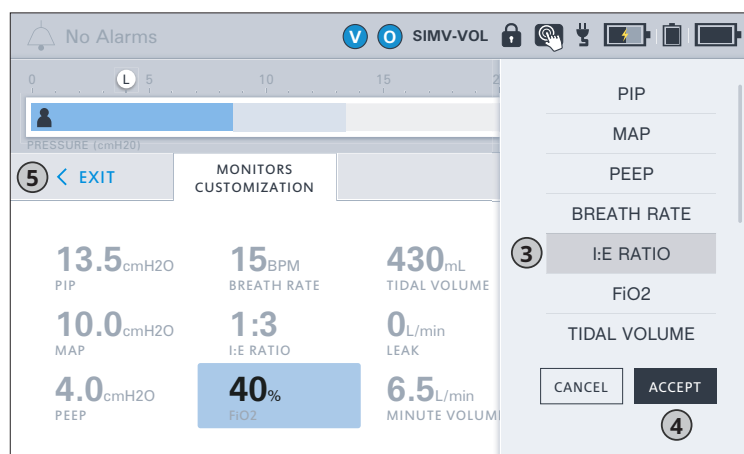 No Alarms V O SIMV-VOL
0 L 5 10 15 2
PRESSURE (cmH20)
5 < EXIT
MONITORS
CUSTOMIZATION
13.5cmH2O 15BPM 430mL
PIP BREATH RATE TIDAL VOLUME
10.0cmH2O 1:3 0L/min
MAP I:E RATIO LEAK
4.0cmH2O 40% 6.5L/min
PEEP FiO2 MINUTE VOLUM
PIP
MAP
PEEP
BREATH RATE
3 I:E RATIO
FiO2
TIDAL VOLUME
CANCEL ACCEPT
4